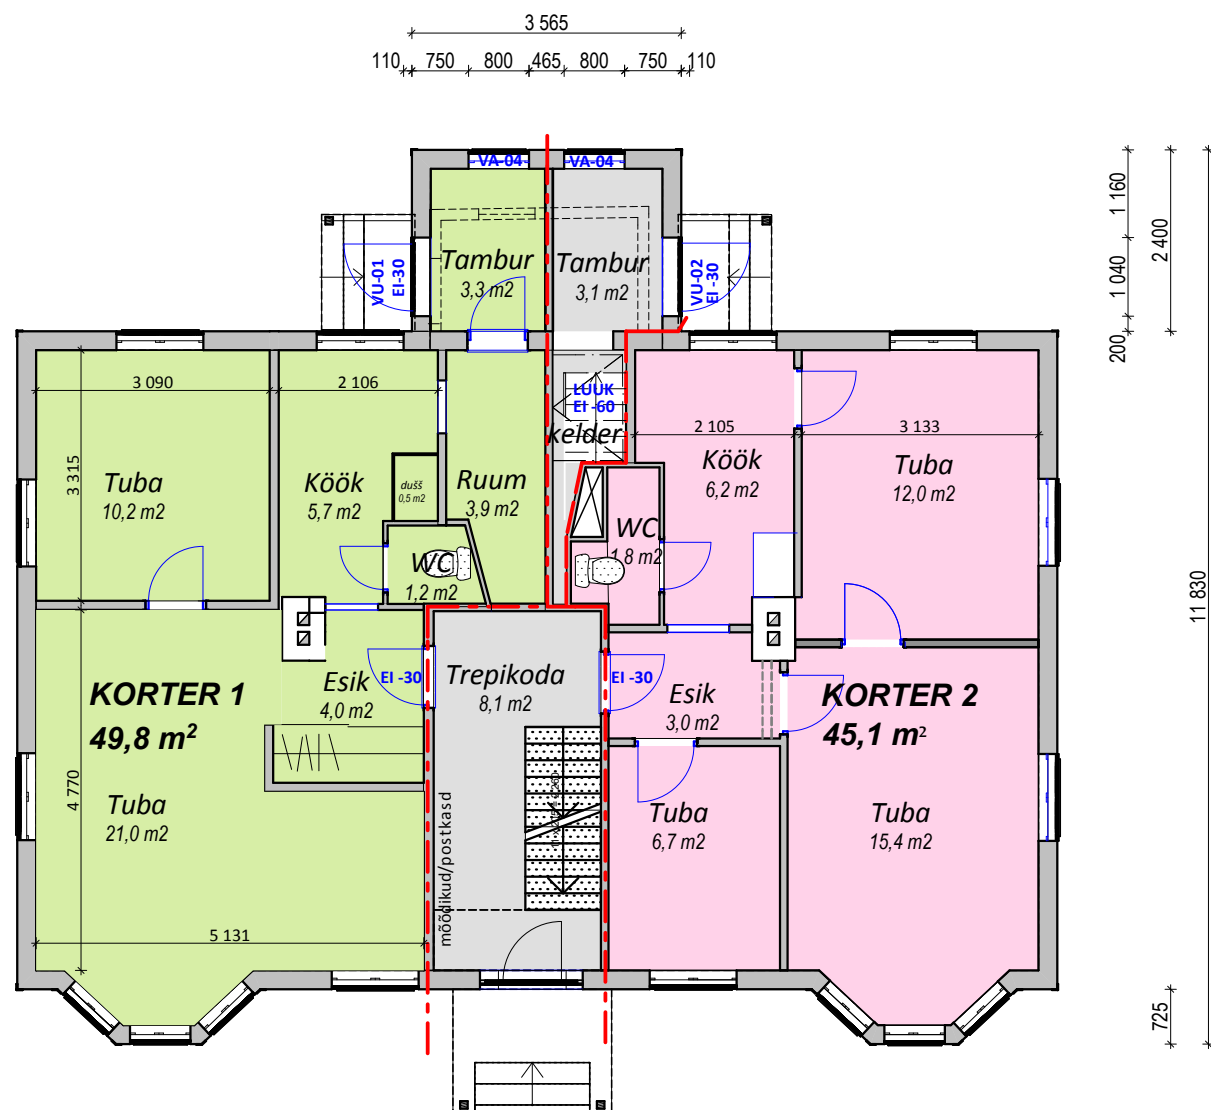 3 565
110 750 800 465 800 750 110
VA-04 VA-04
1 160
2 400
1 040
200
11 830
725
Tambur
3,3 m2
Tambur
3,1 m2
VU-01
EI-30
VU-02
EI -30
3 090
2 106
LUUK
EI -60
kelder
2 105
3 133
3 315
Tuba
10,2 m2
Köök
5,7 m2
dušš
0,5 m2
Ruum
3,9 m2
Köök
6,2 m2
Tuba
12,0 m2
WC
1,2 m2
WC
1,8 m2
KORTER 1
49,8 m²
Esik
4,0 m2
EI -30
Trepikoda
8,1 m2
EI -30
Esik
3,0 m2
KORTER 2
45,1 m²
4 770
Tuba
21,0 m2
mõõdikud/postkasd
Tuba
6,7 m2
Tuba
15,4 m2
5 131